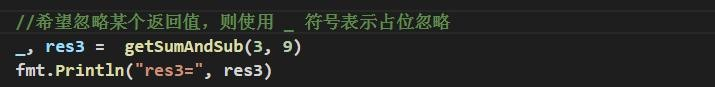 //希望忽略某个返回值，则使用 _ 符号表示占位忽略
_, res3 =  getSumAndSub(3, 9)
fmt.Println("res3=", res3)